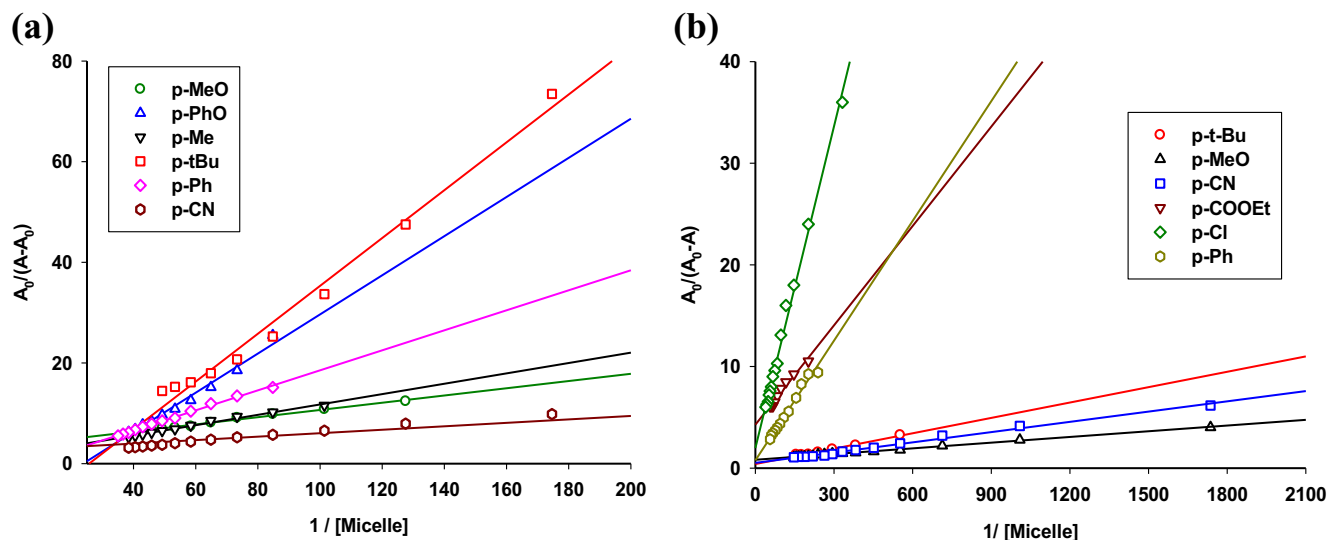 (a)
80
60
40
20
0
A₀/(A-A₀)
p-MeO
p-PhO
p-Me
p-tBu
p-Ph
p-CN
40 60 80 100 120 140 160 180 200
1 / [Micelle]
(b)
40
30
20
10
0
A₀/(A₀-A)
p-t-Bu
p-MeO
p-CN
p-COOEt
p-Cl
p-Ph
0 300 600 900 1200 1500 1800 2100
1/ [Micelle]